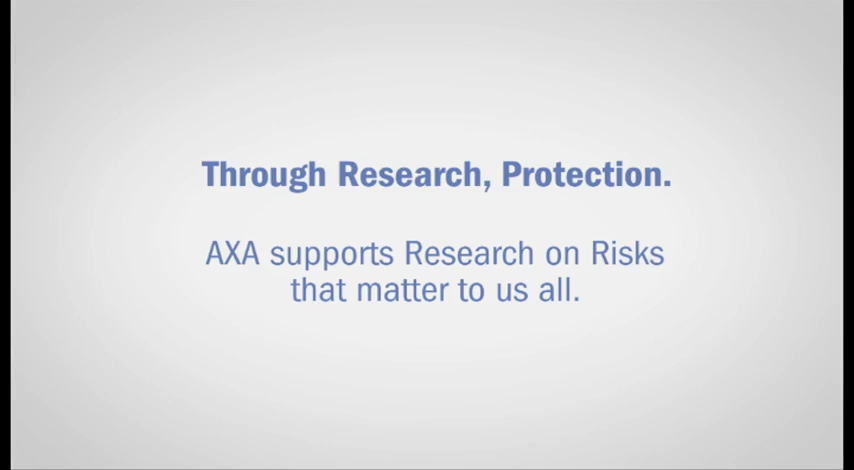 Through Research, Protection.
AXA supports Research on Risks
that matter to us all.